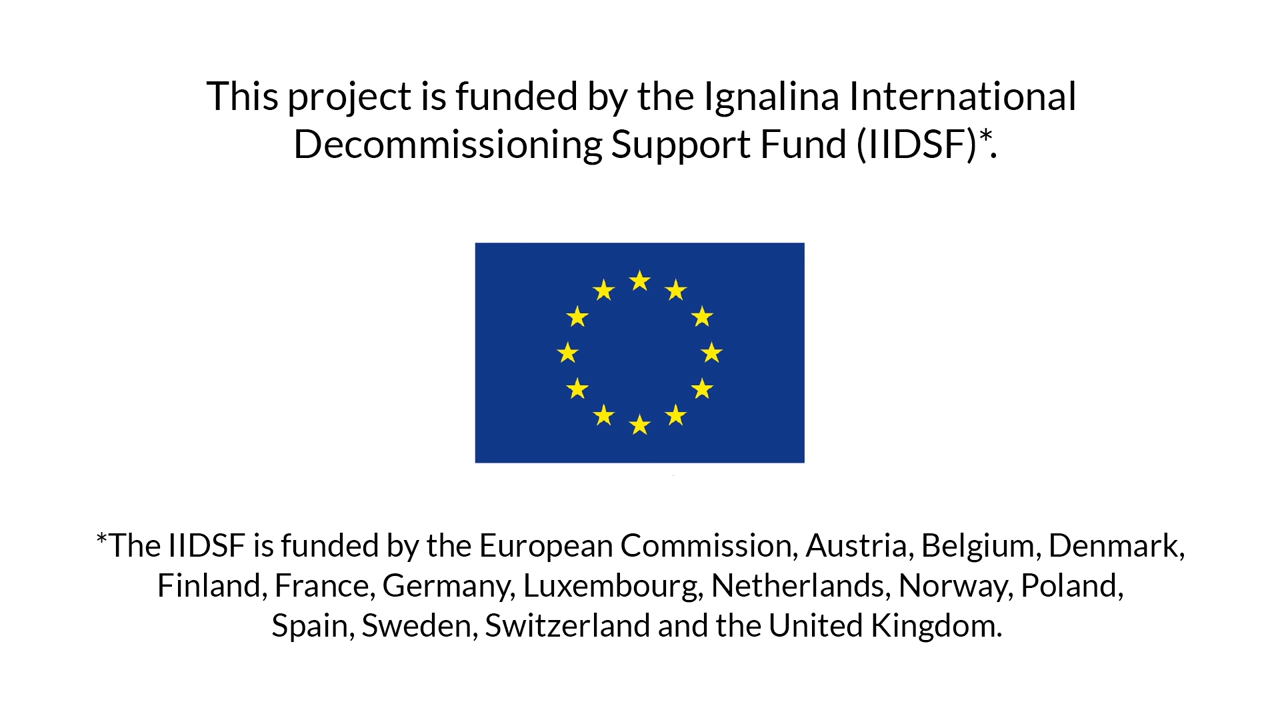 This project is funded by the Ignalina International
Decommissioning Support Fund (IIDSF)*.
*The IIDSF is funded by the European Commission, Austria, Belgium, Denmark,
Finland, France, Germany, Luxembourg, Netherlands, Norway, Poland,
Spain, Sweden, Switzerland and the United Kingdom.